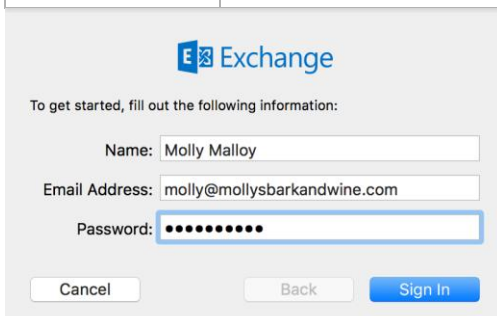 Exchange
To get started, fill out the following information:
Name: Molly Malloy
Email Address: molly@mollysbarkandwine.com
Password: ••••••••••
Cancel Back Sign In